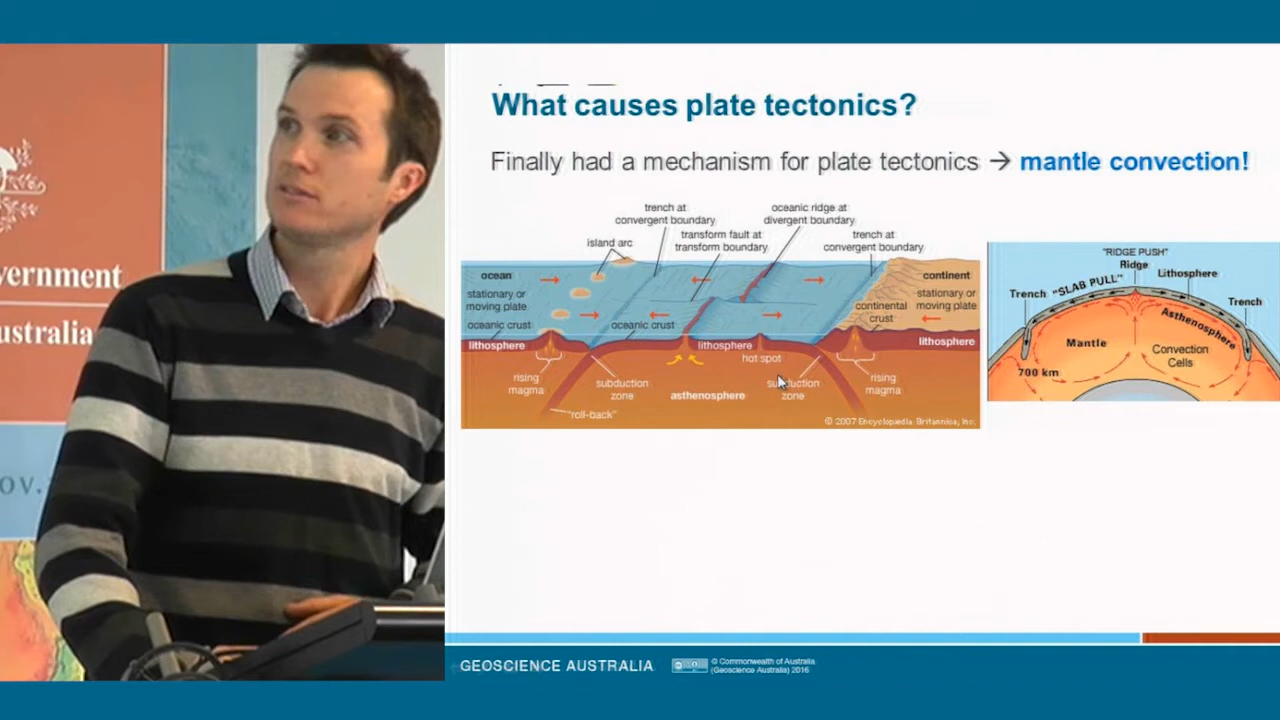 vernment
ustralia
ov.
What causes plate tectonics?
Finally had a mechanism for plate tectonics → mantle convection!
trench at
convergent boundary
oceanic ridge at
divergent boundary
island arc
transform fault at
transform boundary
trench at
convergent boundary
ocean
stationary or
moving plate
oceanic crust
lithosphere
oceanic crust
lithosphere
hot spot
continental
crust
continent
stationary or
moving plate
lithosphere
rising
magma
subduction
zone
asthenosphere
subduction
zone
rising
magma
"roll-back"
© 2007 Encyclopædia Britannica, Inc.
"RIDGE PUSH"
Ridge
Lithosphere
Trench
"SLAB PULL"
Trench
Asthenosphere
Mantle
Convection
Cells
700 km
GEOSCIENCE AUSTRALIA
© Commonwealth of Australia
(Geoscience Australia) 2016